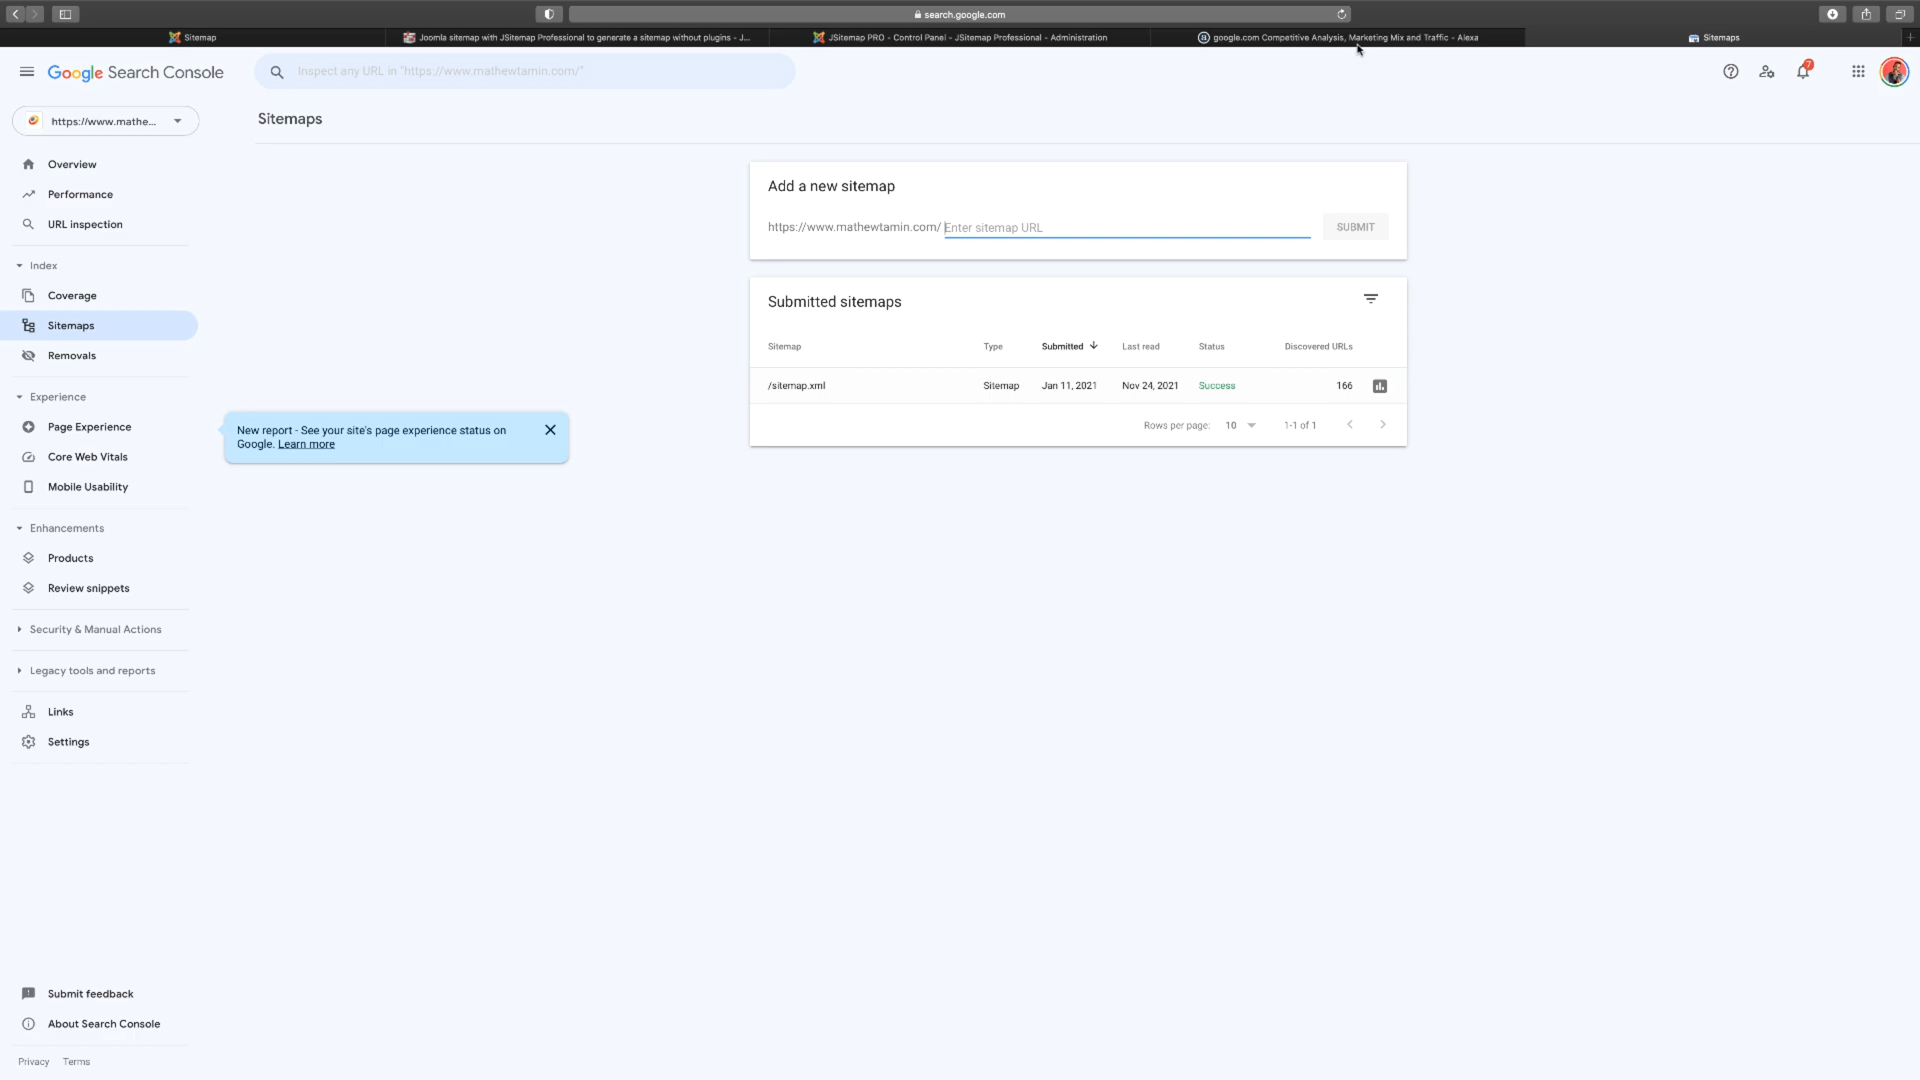 search.google.com
Sitemap
Joomla sitemap with JSitemap Professional to generate a sitemap without plugins - J...
JSitemap PRO - Control Panel - JSitemap Professional - Administration
google.com Competitive Analysis, Marketing Mix and Traffic - Alexa
Sitemaps
Google Search Console
Inspect any URL in "https://www.mathewtamin.com/"
7
https://www.mathe...
Sitemaps
Overview
Performance
URL inspection
Index
Coverage
Sitemaps
Removals
Experience
Page Experience
Core Web Vitals
Mobile Usability
Enhancements
Products
Review snippets
Security & Manual Actions
Legacy tools and reports
Links
Settings
Submit feedback
About Search Console
Privacy Terms
New report - See your site's page experience status on
Google. Learn more
Add a new sitemap
https://www.mathewtamin.com/ Enter sitemap URL SUBMIT
Submitted sitemaps
Sitemap Type Submitted Last read Status Discovered URLs
/sitemap.xml Sitemap Jan 11, 2021 Nov 24, 2021 Success 166
Rows per page: 10 1-1 of 1